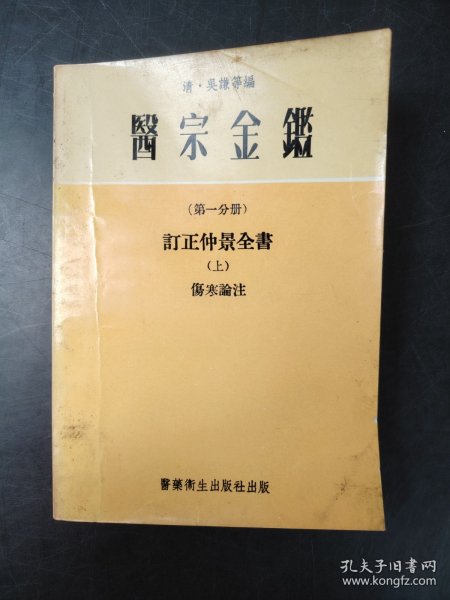 清·吳謙等編
醫宗金鑑
（第一分册）
訂正仲景全書
（上）
傷寒論注
醫藥衛生出版社出版
孔夫子旧书网
www.kongfz.com